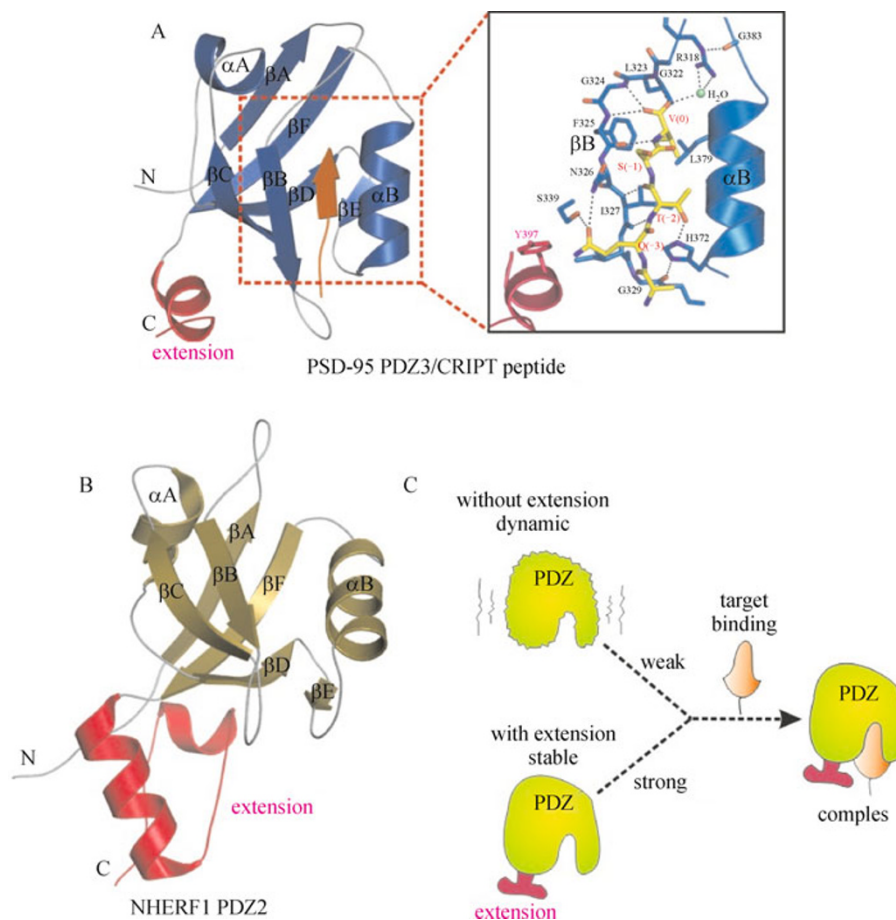 A
αA
βA
βF
βC
βB
βD
βE
αB
N
C
extension
G383
R318
L323
G322
G324
H₂O
V(0)
F325
βB
L379
S(−1)
αB
N326
S339
I327
T(−2)
Y397
Q(−3)
H372
G329
PSD-95 PDZ3/CRIPT peptide
B
αA
βA
βB
βC
βF
αB
βD
βE
N
extension
C
NHERF1 PDZ2
C
without extension
dynamic
PDZ
target
binding
weak
PDZ
with extension
stable
strong
PDZ
comples
extension